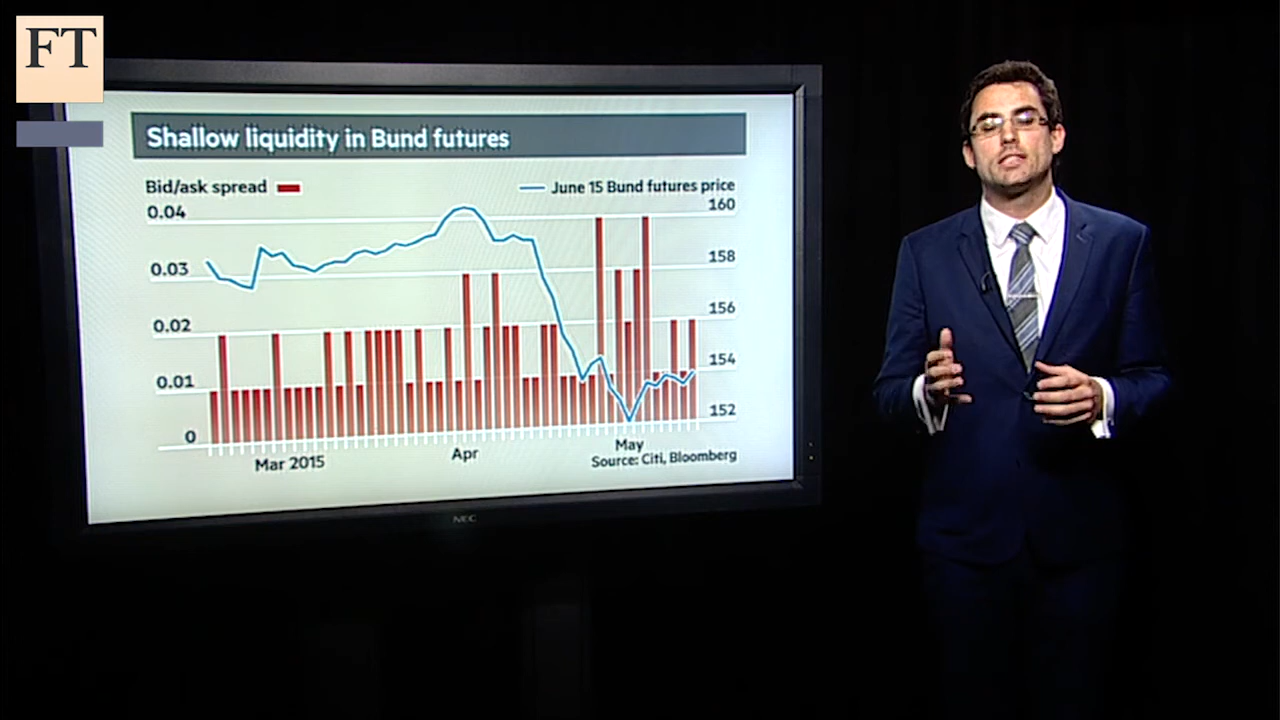 FT
Shallow liquidity in Bund futures
Bid/ask spread
June 15 Bund futures price
0.04
160
0.03
158
0.02
156
0.01
154
0
152
Mar 2015
Apr
May
Source: Citi, Bloomberg
NEC